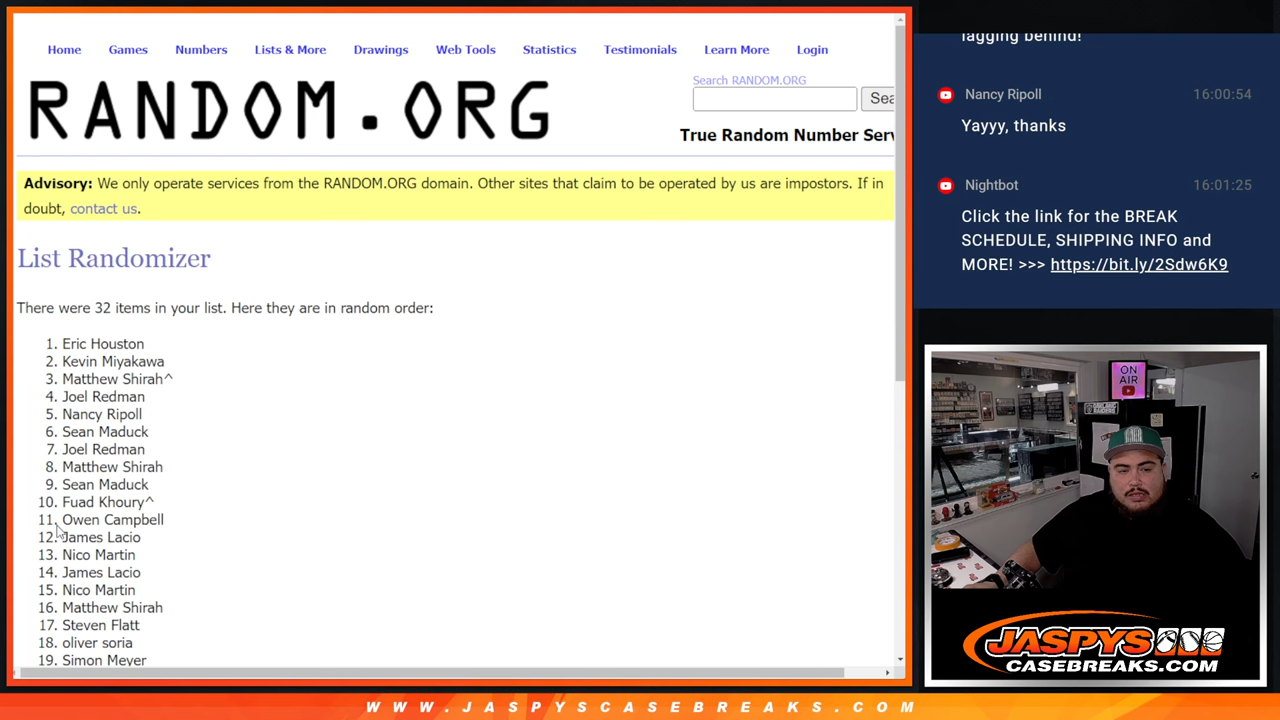 Home Games Numbers Lists & More Drawings Web Tools Statistics Testimonials Learn More Login
RANDOM.ORG
Search RANDOM.ORG
Sea
True Random Number Serv
Advisory: We only operate services from the RANDOM.ORG domain. Other sites that claim to be operated by us are impostors. If in
doubt, contact us.
List Randomizer
There were 32 items in your list. Here they are in random order:
1. Eric Houston
2. Kevin Miyakawa
3. Matthew Shirah^
4. Joel Redman
5. Nancy Ripoll
6. Sean Maduck
7. Joel Redman
8. Matthew Shirah
9. Sean Maduck
10. Fuad Khoury^
11. Owen Campbell
12. James Lacio
13. Nico Martin
14. James Lacio
15. Nico Martin
16. Matthew Shirah
17. Steven Flatt
18. oliver soria
19. Simon Meyer
lagging behind!
Nancy Ripoll 16:00:54
Yayyy, thanks
Nightbot 16:01:25
Click the link for the BREAK
SCHEDULE, SHIPPING INFO and
MORE! >>> https://bit.ly/2Sdw6K9
ON
AIR
JASPYS
CASEBREAKS.COM
WWW.JASPYSCASEBREAKS.COM